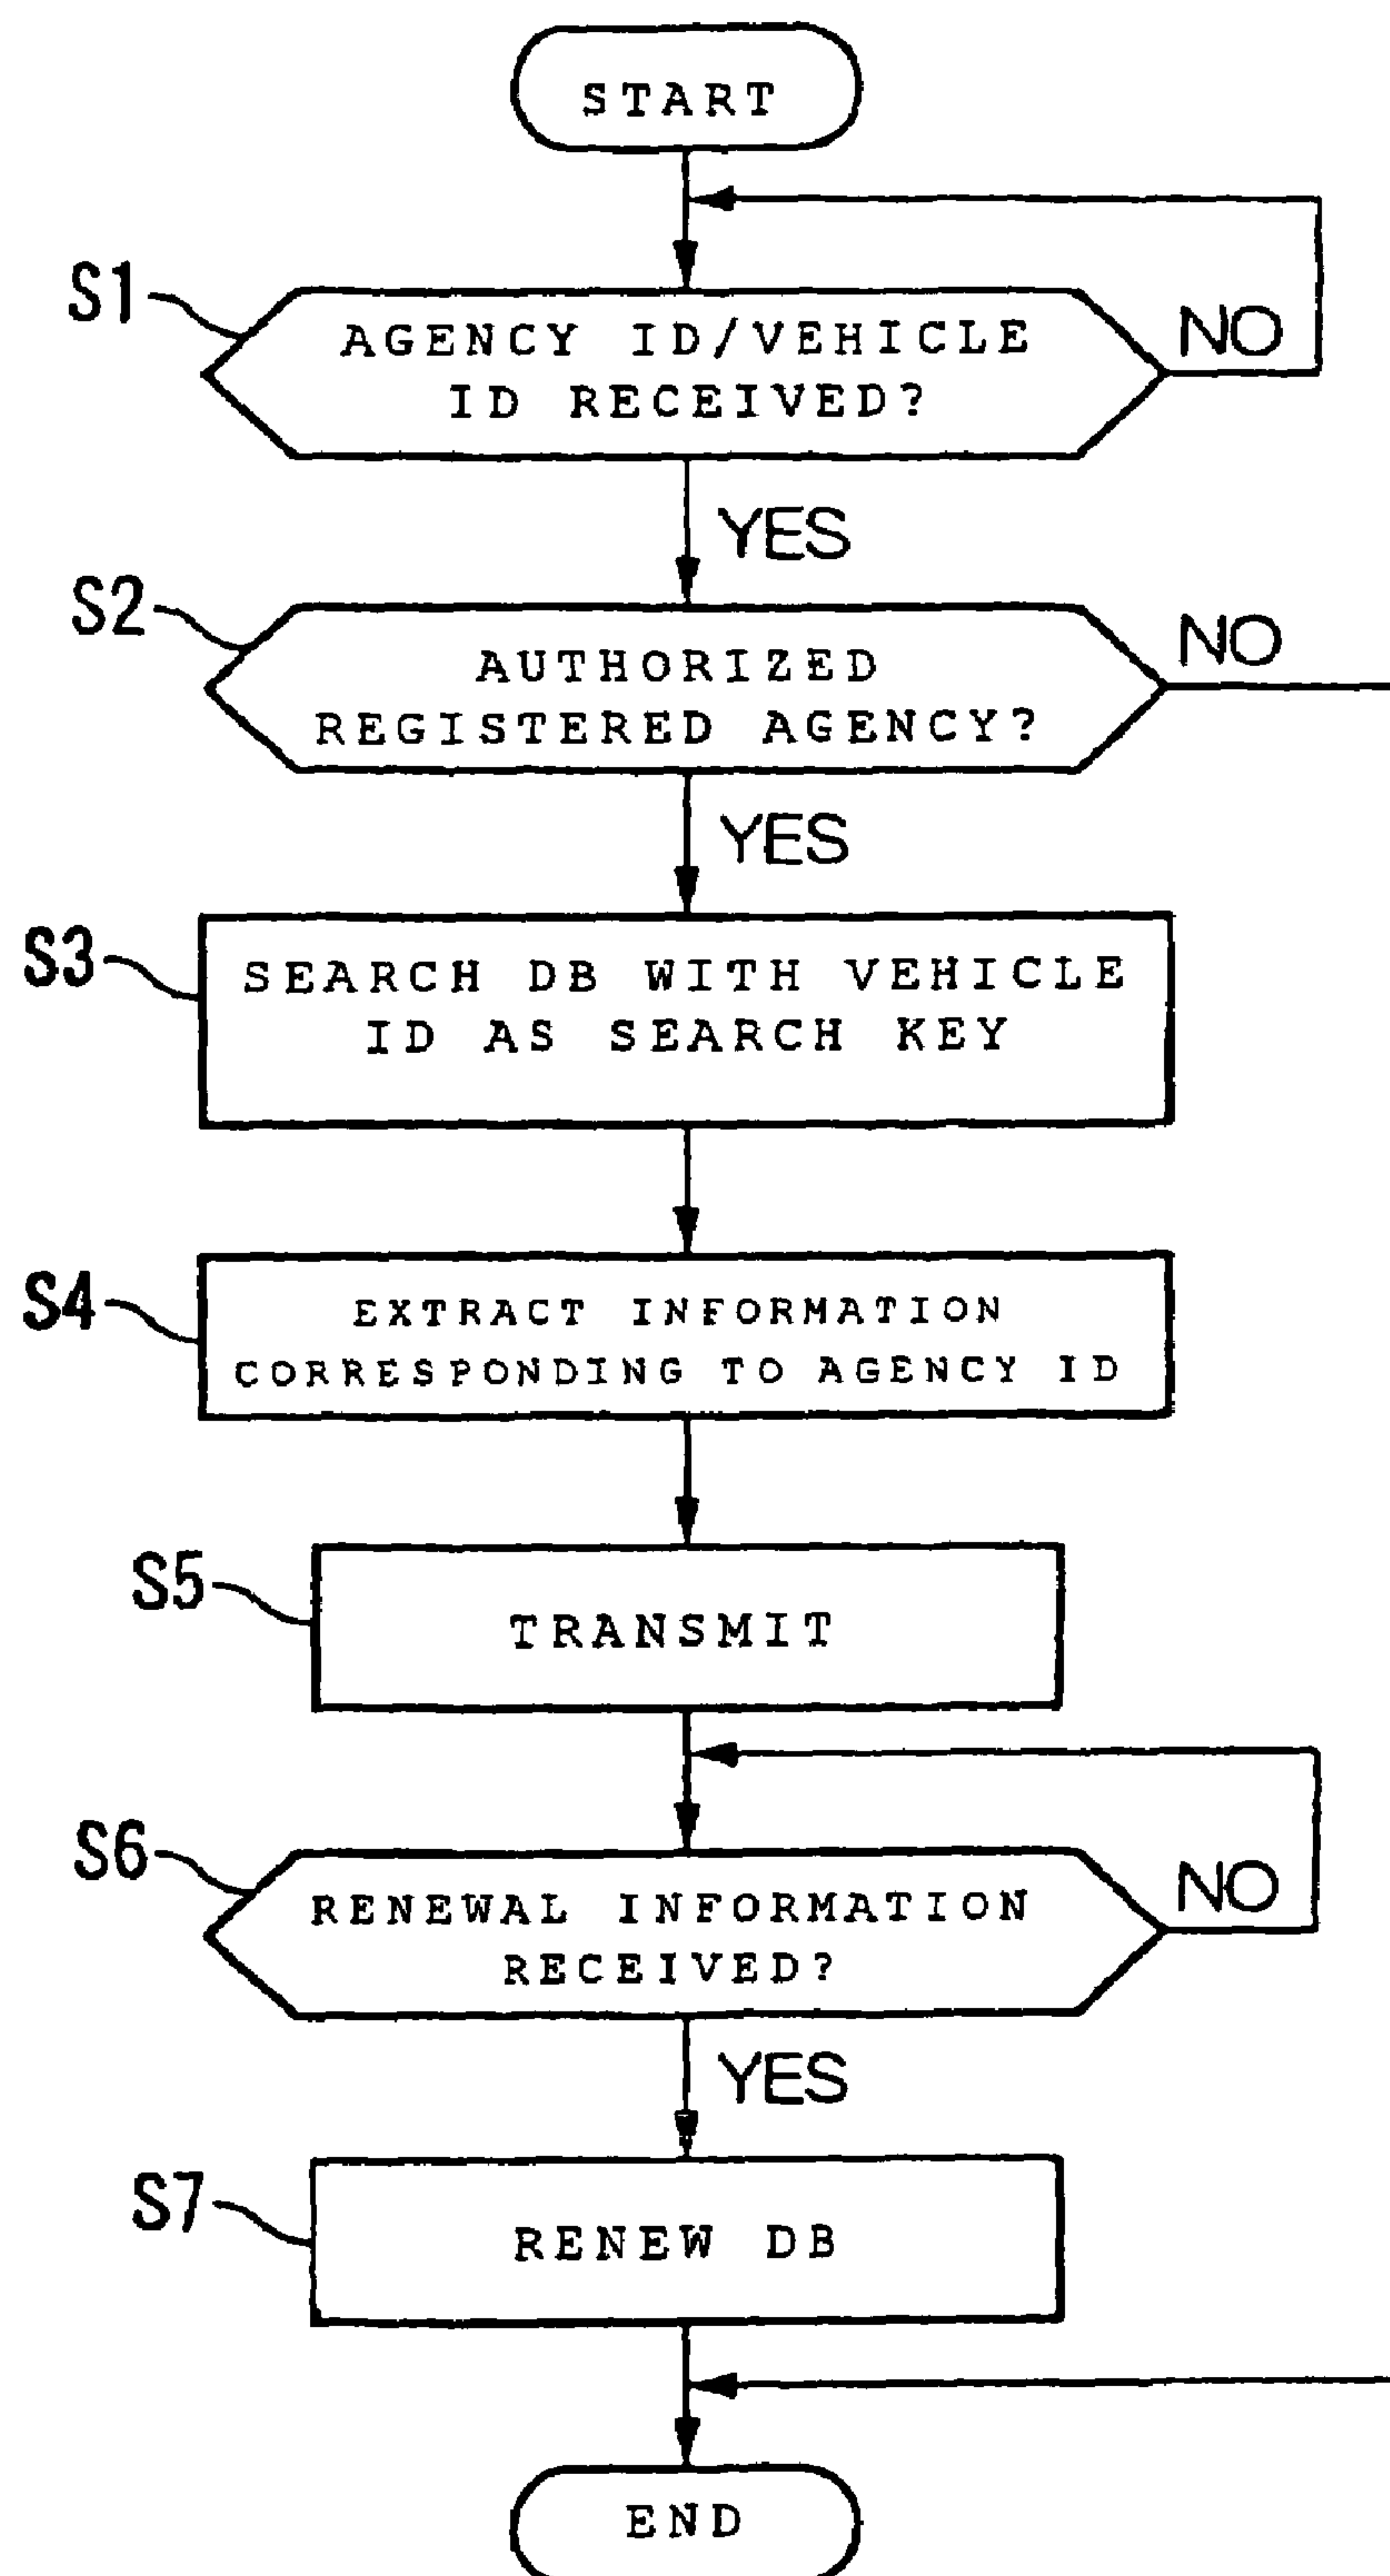 START
S1
AGENCY ID/VEHICLE
ID RECEIVED?
NO
YES
S2
AUTHORIZED
REGISTERED AGENCY?
NO
YES
S3
SEARCH DB WITH VEHICLE
ID AS SEARCH KEY
S4
EXTRACT INFORMATION
CORRESPONDING TO AGENCY ID
S5
TRANSMIT
S6
RENEWAL INFORMATION
RECEIVED?
NO
YES
S7
RENEW DB
END